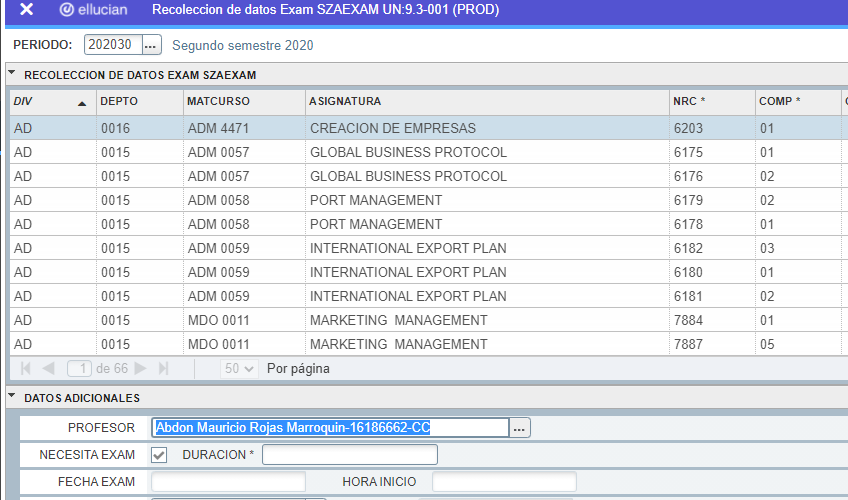 ellucian Recoleccion de datos Exam SZAEXAM UN:9.3-001 (PROD)
PERIODO: 202030 ... Segundo semestre 2020
RECOLECCION DE DATOS EXAM SZAEXAM
DIV DEPTO MATCURSO ASIGNATURA NRC * COMP *
AD 0016 ADM 4471 CREACION DE EMPRESAS 6203 01
AD 0015 ADM 0057 GLOBAL BUSINESS PROTOCOL 6175 01
AD 0015 ADM 0057 GLOBAL BUSINESS PROTOCOL 6176 02
AD 0015 ADM 0058 PORT MANAGEMENT 6179 02
AD 0015 ADM 0058 PORT MANAGEMENT 6178 01
AD 0015 ADM 0059 INTERNATIONAL EXPORT PLAN 6182 03
AD 0015 ADM 0059 INTERNATIONAL EXPORT PLAN 6180 01
AD 0015 ADM 0059 INTERNATIONAL EXPORT PLAN 6181 02
AD 0015 MDO 0011 MARKETING MANAGEMENT 7884 01
AD 0015 MDO 0011 MARKETING MANAGEMENT 7887 05
1 de 66 50 Por página
DATOS ADICIONALES
PROFESOR Abdon Mauricio Rojas Marroquin-16186662-CC ...
NECESITA EXAM DURACION *
FECHA EXAM HORA INICIO